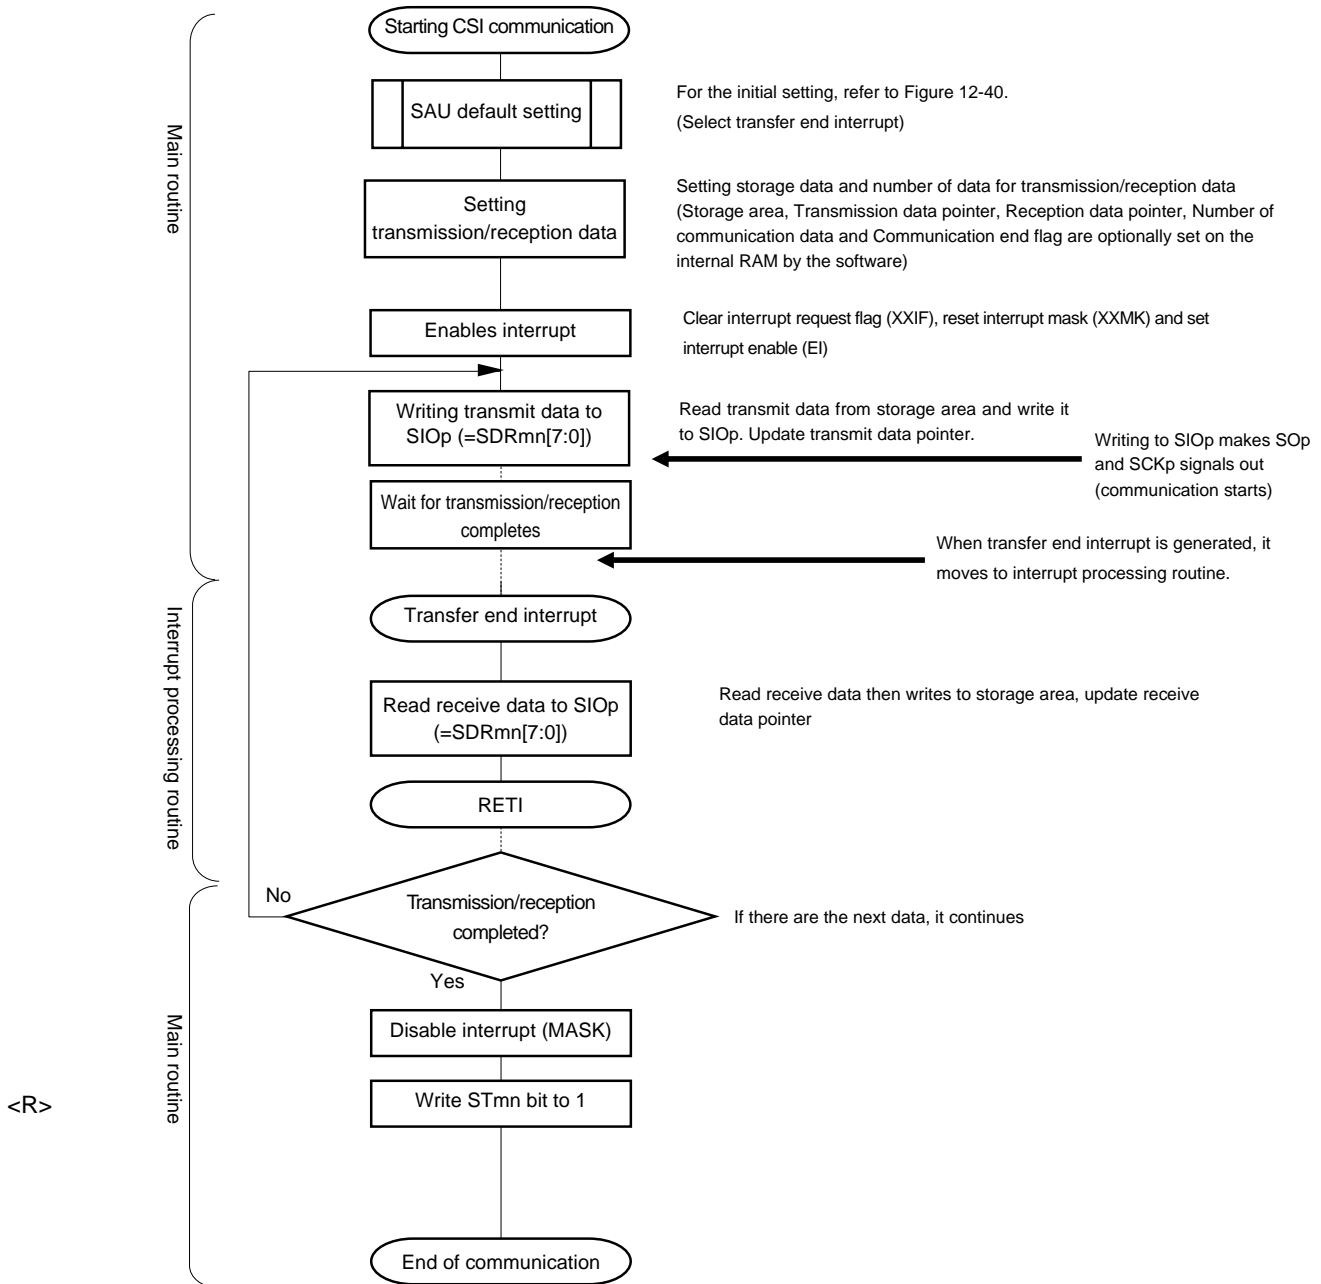 Starting CSI communication
SAU default setting
For the initial setting, refer to Figure 12-40.
(Select transfer end interrupt)
Main routine
Setting
transmission/reception data
Setting storage data and number of data for transmission/reception data
(Storage area, Transmission data pointer, Reception data pointer, Number of
communication data and Communication end flag are optionally set on the
internal RAM by the software)
Enables interrupt
Clear interrupt request flag (XXIF), reset interrupt mask (XXMK) and set
interrupt enable (EI)
Writing transmit data to
SIOp (=SDRmn[7:0])
Read transmit data from storage area and write it
to SIOp. Update transmit data pointer.
Writing to SIOp makes SOp
and SCKp signals out
(communication starts)
Wait for transmission/reception
completes
When transfer end interrupt is generated, it
moves to interrupt processing routine.
Interrupt processing routine
Transfer end interrupt
Read receive data to SIOp
(=SDRmn[7:0])
Read receive data then writes to storage area, update receive
data pointer
RETI
No
Transmission/reception
completed?
If there are the next data, it continues
Yes
Main routine
Disable interrupt (MASK)
<R>
Write STmn bit to 1
End of communication